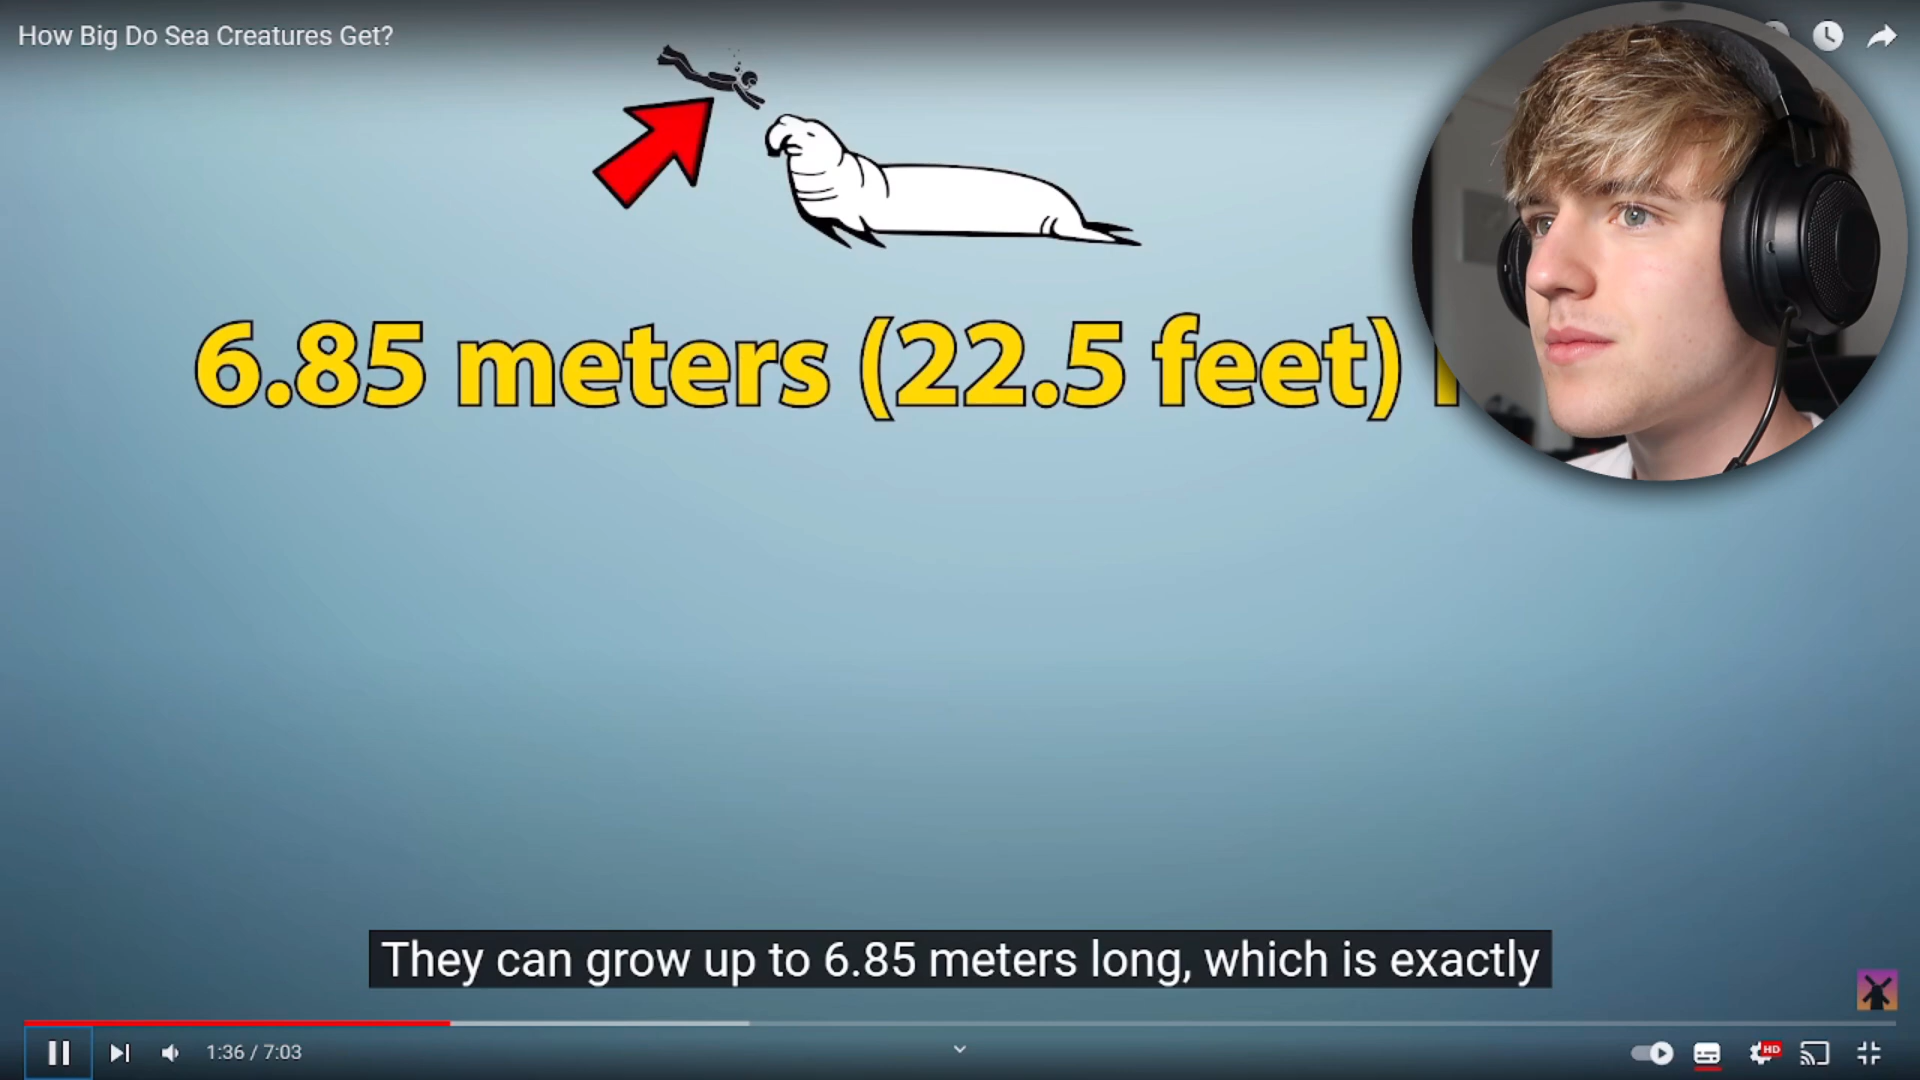 How Big Do Sea Creatures Get?
6.85 meters (22.5 feet)
They can grow up to 6.85 meters long, which is exactly
1:36 / 7:03
HD